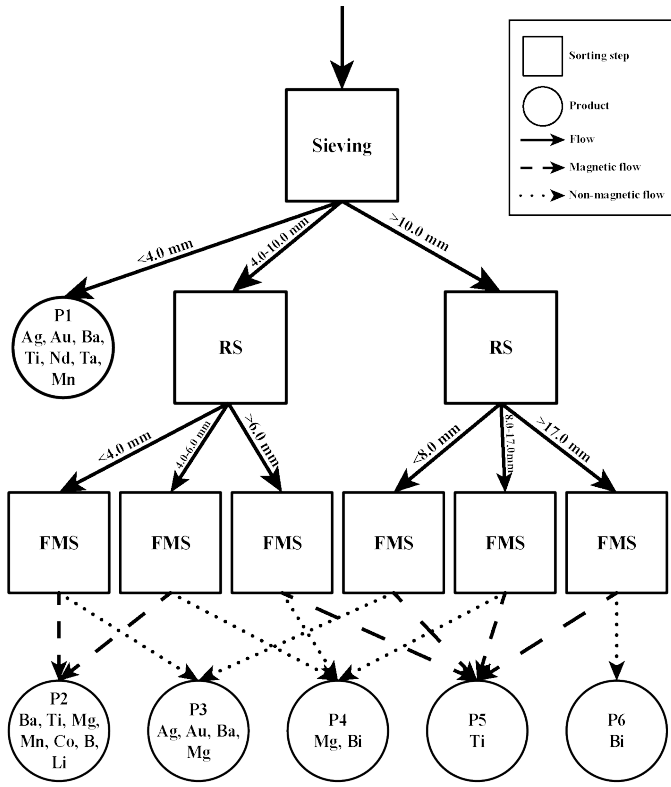 Sorting step
Product
Flow
Magnetic flow
Non-magnetic flow
Sieving
<4.0 mm
4.0-10.0 mm
>10.0 mm
P1
Ag, Au, Ba,
Ti, Nd, Ta,
Mn
RS
RS
<4.0 mm
4.0-6.0 mm
>6.0 mm
<8.0 mm
8.0-17.0mm
>17.0 mm
FMS
FMS
FMS
FMS
FMS
FMS
P2
Ba, Ti, Mg,
Mn, Co, B,
Li
P3
Ag, Au, Ba,
Mg
P4
Mg, Bi
P5
Ti
P6
Bi